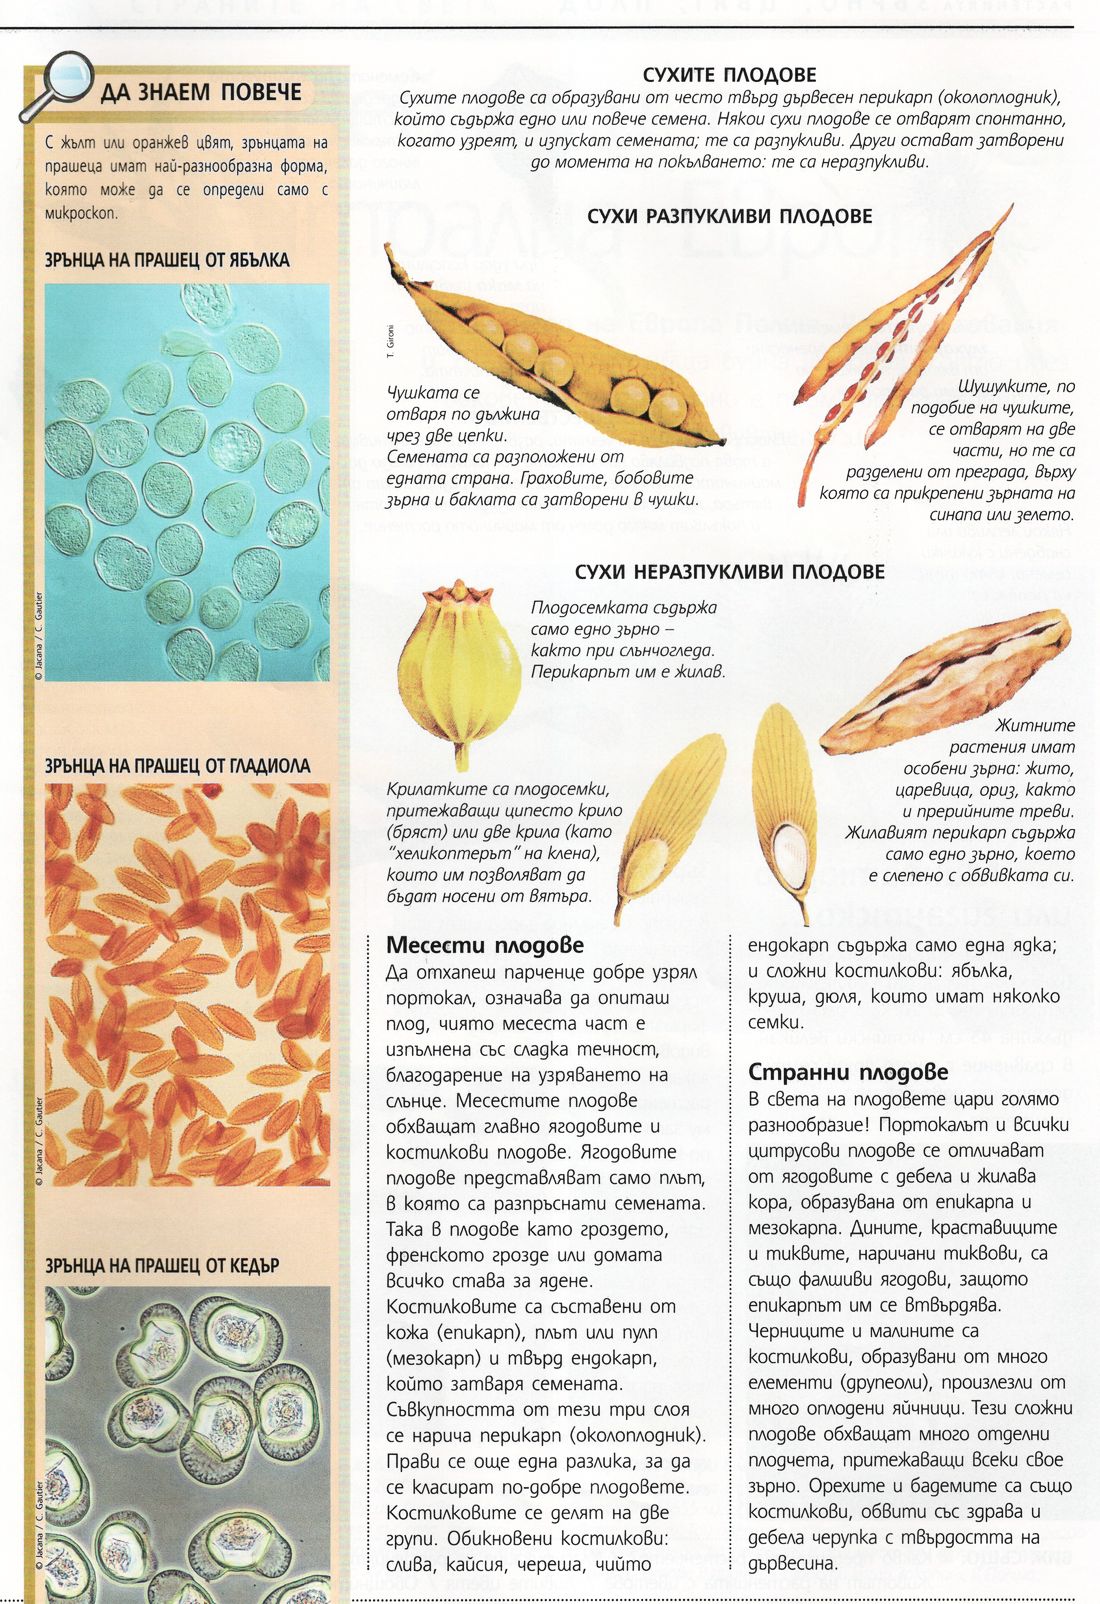 ДА ЗНАЕМ ПОВЕЧЕ
С жълт или оранжев цвят, зрънцата на
прашеца имат най-разнообразна форма,
която може да се определи само с
микроскоп.
ЗРЪНЦА НА ПРАШЕЦ ОТ ЯБЪЛКА
© Jacana / C. Gautier
ЗРЪНЦА НА ПРАШЕЦ ОТ ГЛАДИОЛА
© Jacana / C. Gautier
ЗРЪНЦА НА ПРАШЕЦ ОТ КЕДЪР
© Jacana / C. Gautier
СУХИТЕ ПЛОДОВЕ
Сухите плодове са образувани от често твърд дървесен перикарп (околоплодник),
който съдържа едно или повече семена. Някои сухи плодове се отварят спонтанно,
когато узреят, и изпускат семената; те са разпукливи. Други остават затворени
до момента на покълването: те са неразпукливи.
СУХИ РАЗПУКЛИВИ ПЛОДОВЕ
T. Gironi
Чушката се
отваря по дължина
чрез две цепки.
Семената са разположени от
едната страна. Граховите, бобовите
зърна и баклата са затворени в чушки.
Шушулките, по
подобие на чушките,
се отварят на две
части, но те са
разделени от преграда, върху
която са прикрепени зърната на
синапа или зелето.
СУХИ НЕРАЗПУКЛИВИ ПЛОДОВЕ
Плодосемката съдържа
само едно зърно –
както при слънчогледа.
Перикарпът им е жилав.
Житните
растения имат
особени зърна: жито,
царевица, ориз, както
и прерийните треви.
Жилавият перикарп съдържа
само едно зърно, което
е слепено с обвивката си.
Крилатките са плодосемки,
притежаващи ципесто крило
(бряст) или две крила (като
"хеликоптерът" на клена),
които им позволяват да
бъдат носени от вятъра.
Месести плодове
Да отхапеш парченце добре узрял
портокал, означава да опиташ
плод, чиято месеста част е
изпълнена със сладка течност,
благодарение на узряването на
слънце. Месестите плодове
обхващат главно ягодовите и
костилкови плодове. Ягодовите
плодове представляват само плът,
в която са разпръснати семената.
Така в плодове като гроздето,
френското грозде или домата
всичко става за ядене.
Костилковите са съставени от
кожа (епикарп), плът или пулп
(мезокарп) и твърд ендокарп,
който затваря семената.
Съвкупността от тези три слоя
се нарича перикарп (околоплодник).
Прави се още една разлика, за да
се класират по-добре плодовете.
Костилковите се делят на две
групи. Обикновени костилкови:
слива, кайсия, череша, чийто
ендокарп съдържа само една ядка;
и сложни костилкови: ябълка,
круша, дюля, които имат няколко
семки.
Странни плодове
В света на плодовете цари голямо
разнообразие! Портокалът и всички
цитрусови плодове се отличават
от ягодовите с дебела и жилава
кора, образувана от епикарпа и
мезокарпа. Дините, краставиците
и тиквите, наричани тиквови, са
също фалшиви ягодови, защото
епикарпът им се втвърдява.
Черниците и малините са
костилкови, образувани от много
елементи (друпеоли), произлезли от
много оплодени яйчници. Тези сложни
плодове обхващат много отделни
плодчета, притежаващи всеки свое
зърно. Орехите и бадемите са също
костилкови, обвити със здрава и
дебела черупка с твърдостта на
дървесина.